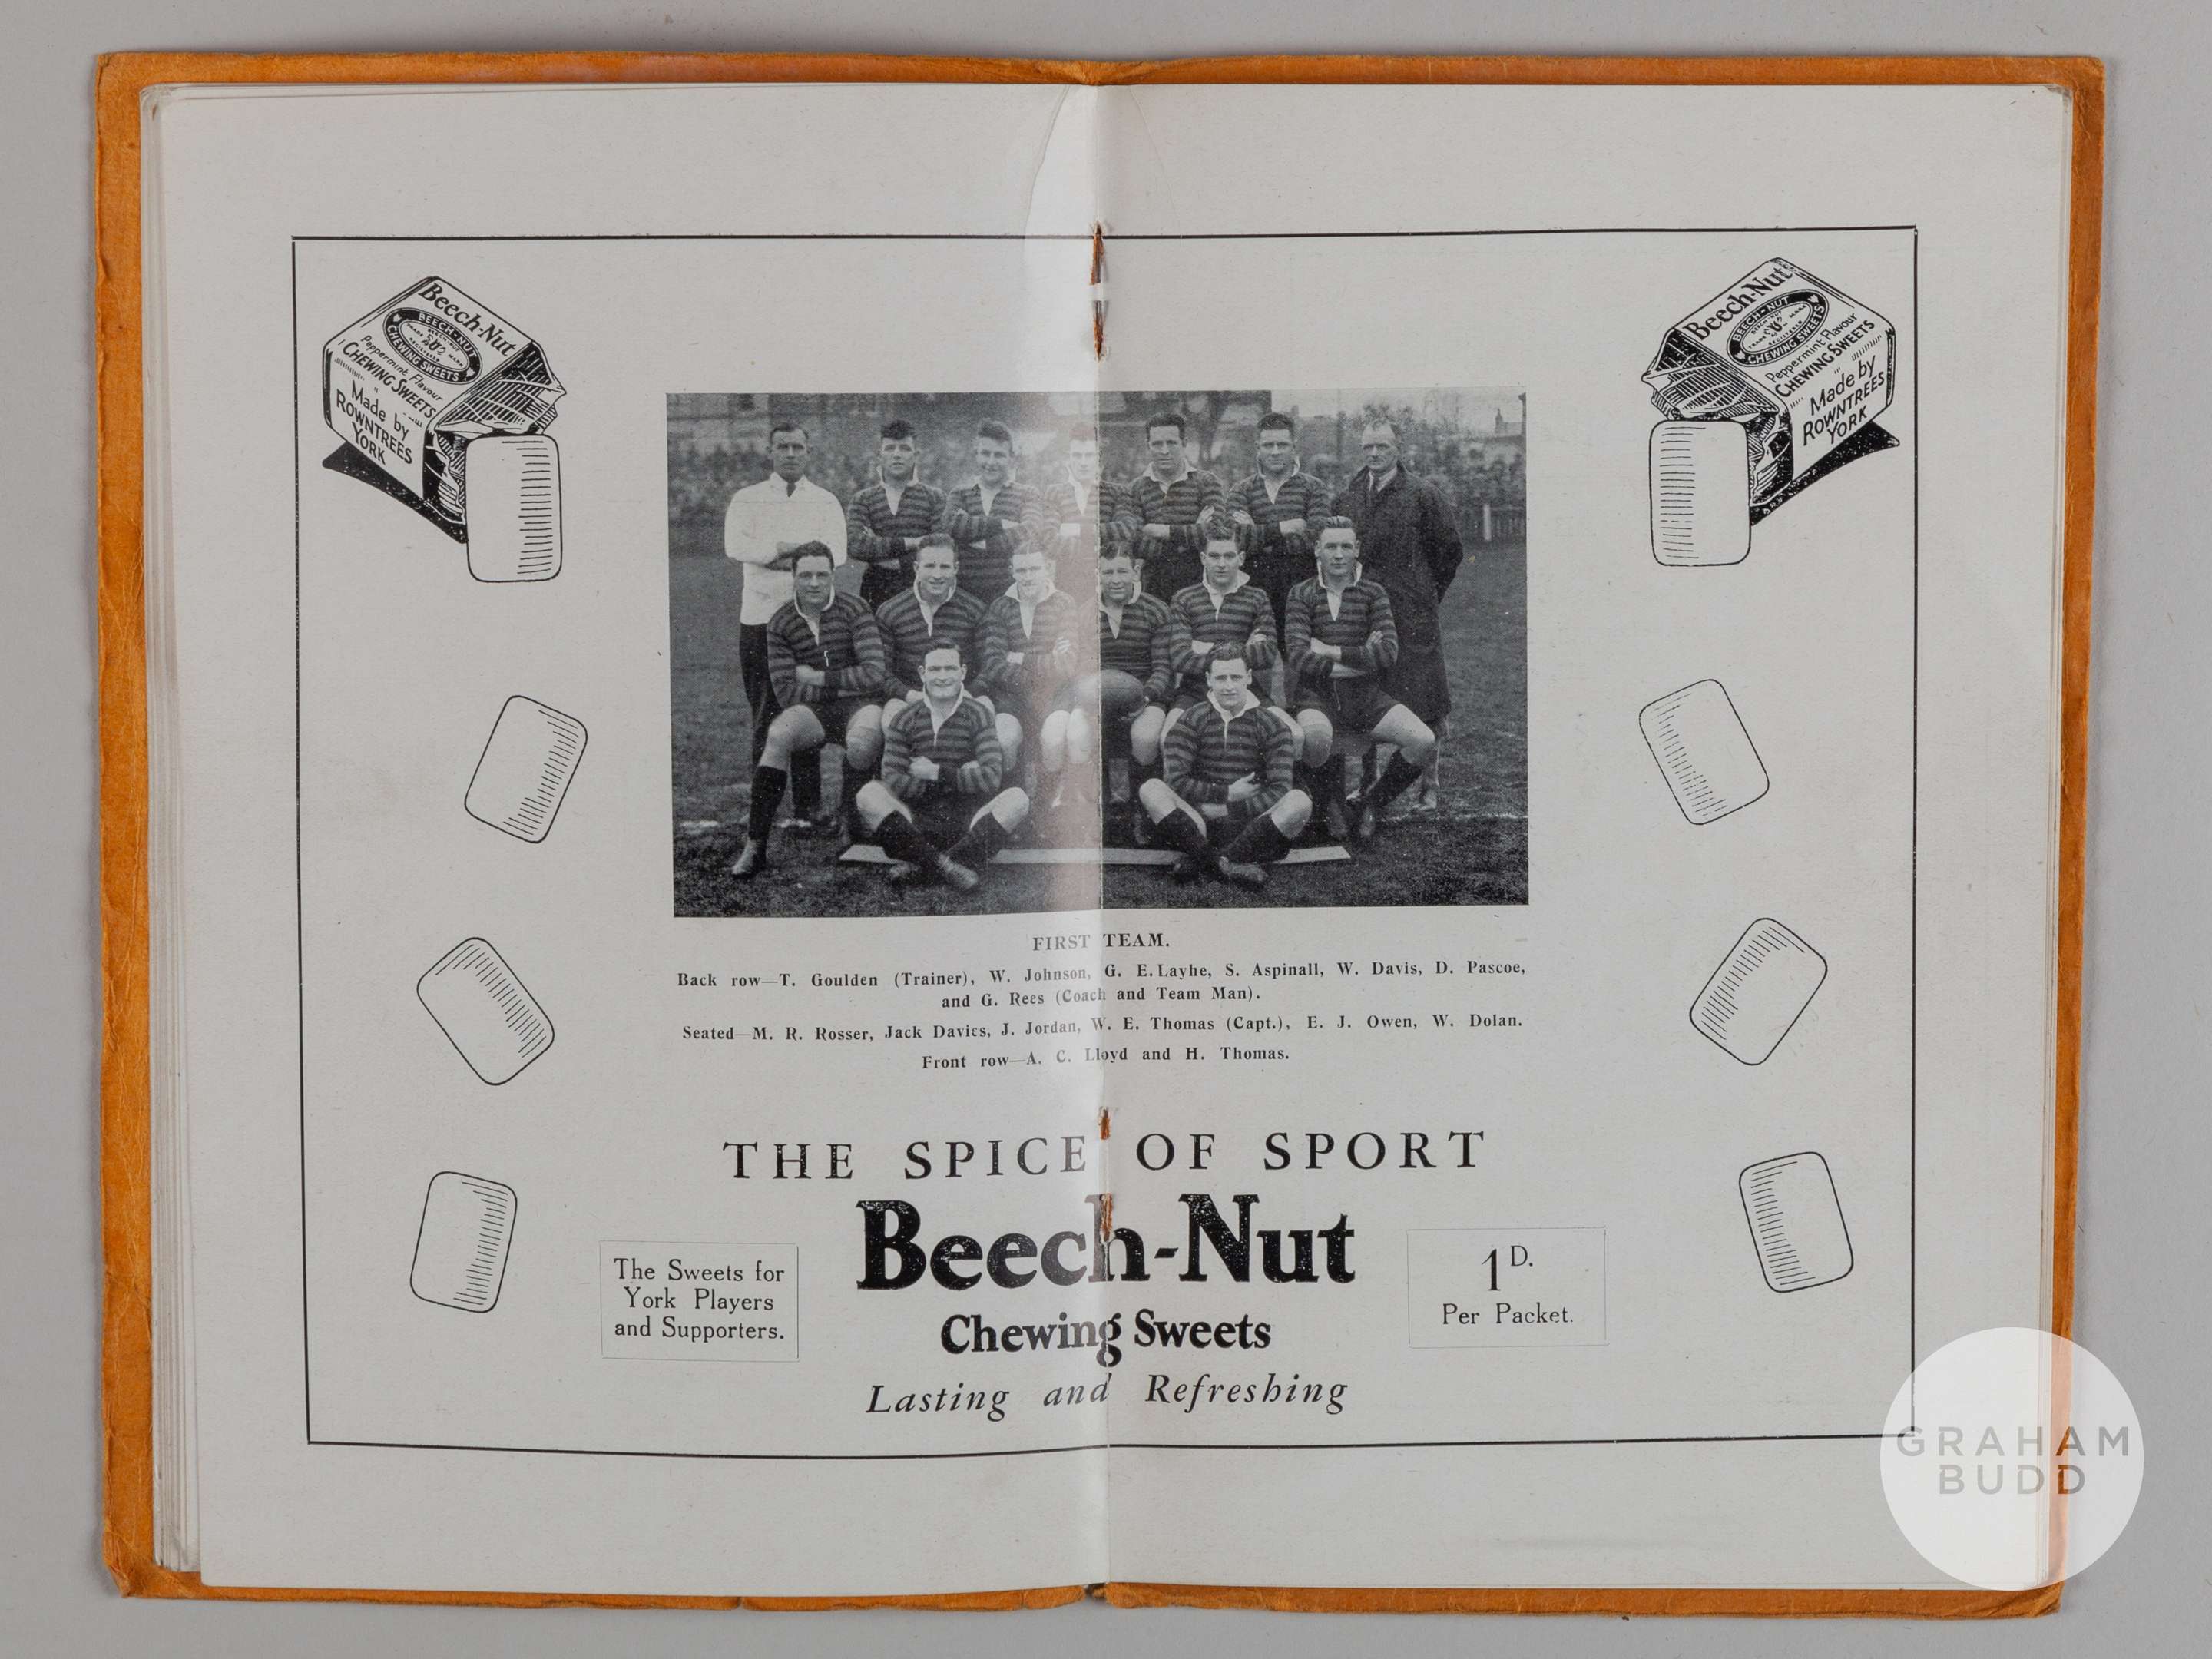 Beech-Nut
BEECH-NUT
CHEWING SWEETS
Peppermint Flavour
CHEWING SWEETS
Made by
ROWNTREES
YORK
Beech-Nut
BEECH-NUT
CHEWING SWEETS
Peppermint Flavour
CHEWING SWEETS
Made by
ROWNTREES
YORK
FIRST TEAM.
Back row—T. Goulden (Trainer), W. Johnson, G. E. Layhe, S. Aspinall, W. Davis, D. Pascoe,
and G. Rees (Coach and Team Man).
Seated—M. R. Rosser, Jack Davies, J. Jordan, W. E. Thomas (Capt.), E. J. Owen, W. Dolan.
Front row—A. C. Lloyd and H. Thomas.
THE SPICE OF SPORT
Beech-Nut
Chewing Sweets
Lasting and Refreshing
The Sweets for
York Players
and Supporters.
1D.
Per Packet.
GRAHAM
BUDD